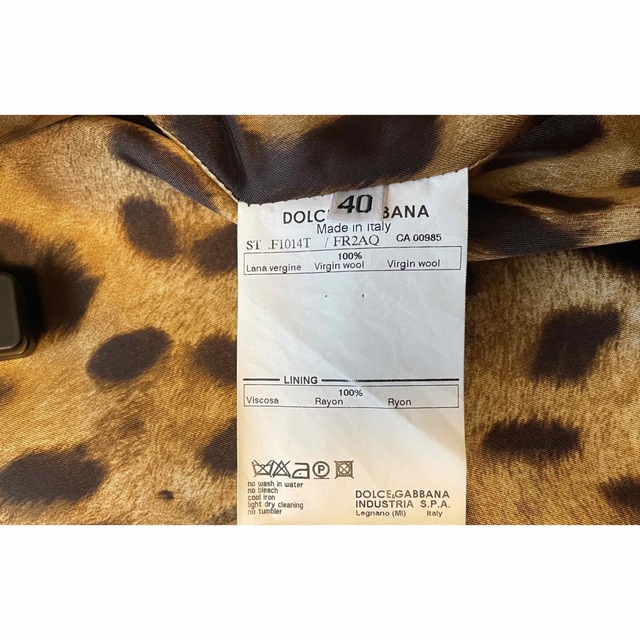 40
DOLCE&GABBANA
Made in Italy
ST .F1014T / FR2AQ CA 00985
100%
Lana vergine Virgin wool Virgin wool
LINING
100%
Viscosa Rayon Ryon
P
no wash in water
no bleach
cool iron
light dry cleaning
no tumbler
DOLCE&GABBANA
INDUSTRIA S.P.A.
Legnano (MI) Italy